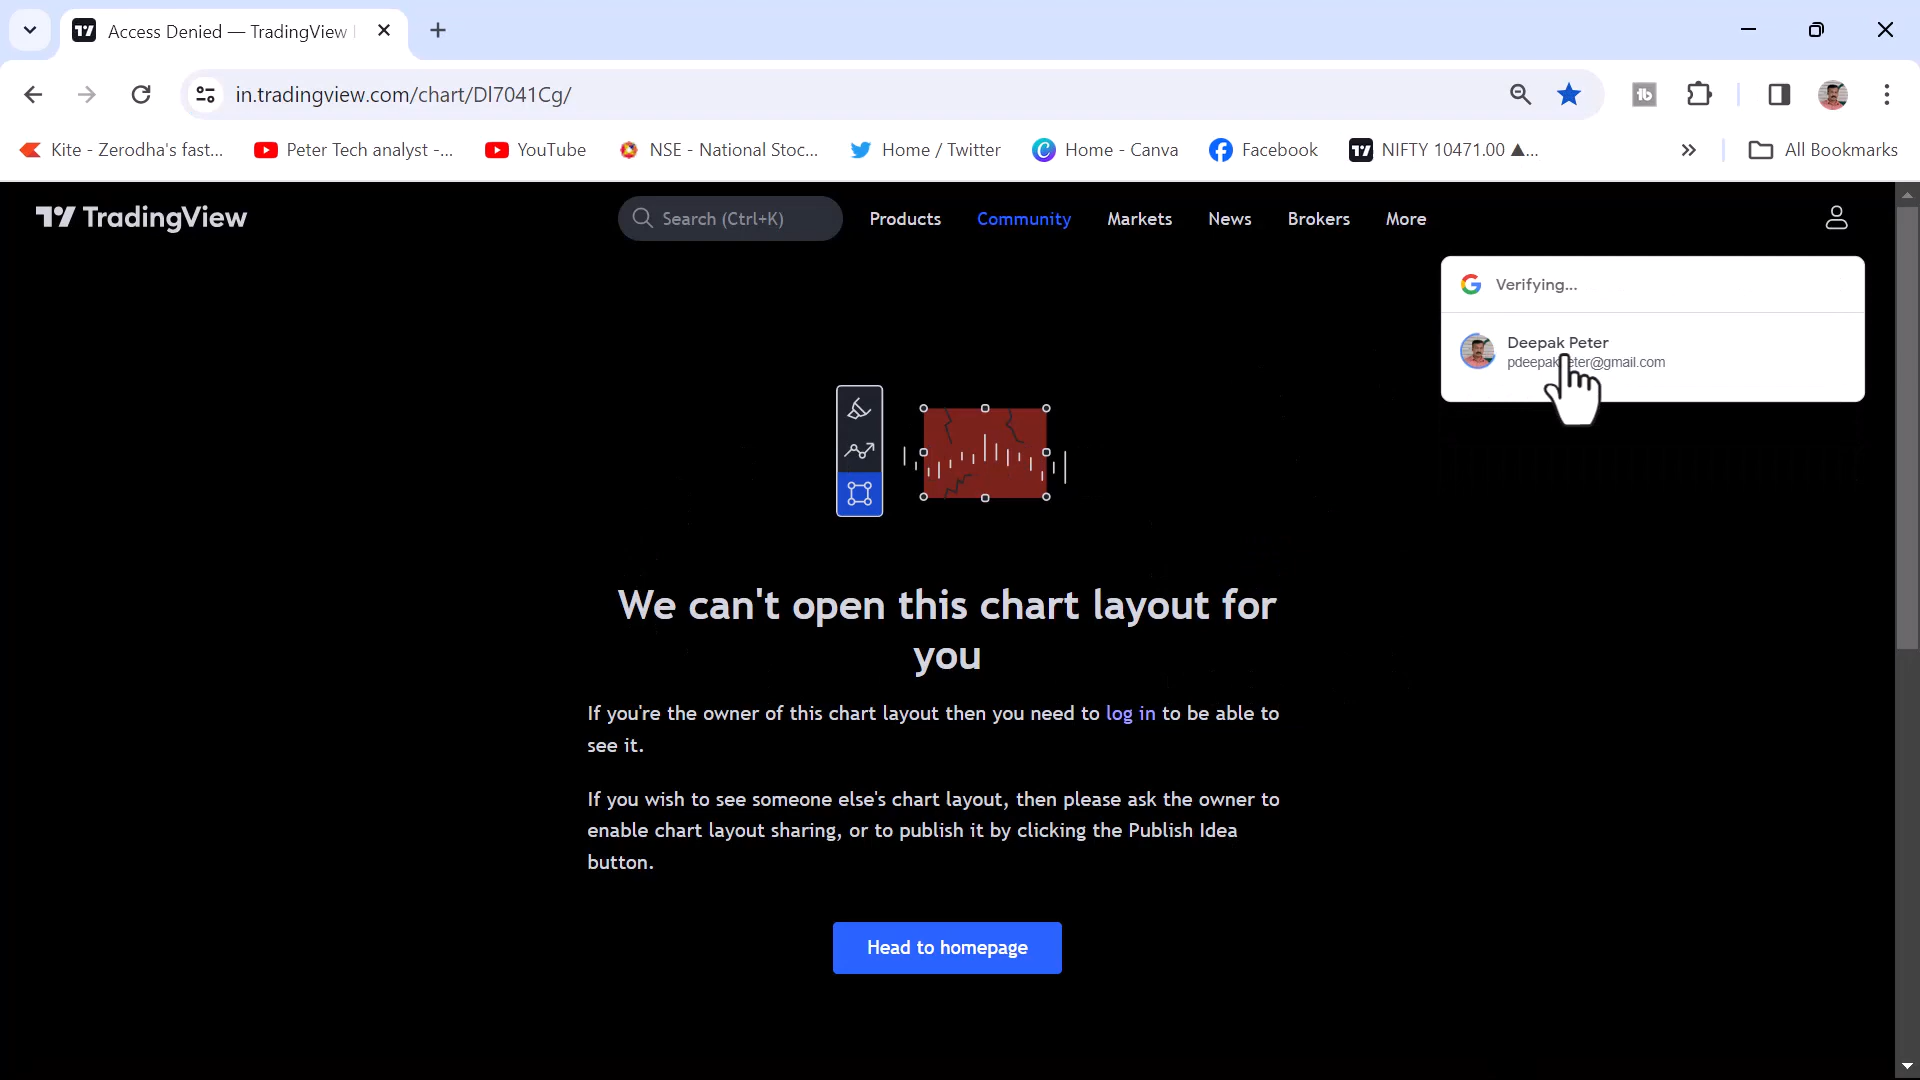 Access Denied — TradingView
in.tradingview.com/chart/Dl7041Cg/
Kite - Zerodha's fast...
Peter Tech analyst -...
YouTube
NSE - National Stoc...
Home / Twitter
Home - Canva
Facebook
NIFTY 10471.00 ▲...
All Bookmarks
TradingView
Search (Ctrl+K)
Products
Community
Markets
News
Brokers
More
Verifying...
Deepak Peter
We can't open this chart layout for
you
If you're the owner of this chart layout then you need to log in to be able to
see it.
If you wish to see someone else's chart layout, then please ask the owner to
enable chart layout sharing, or to publish it by clicking the Publish Idea
button.
Head to homepage